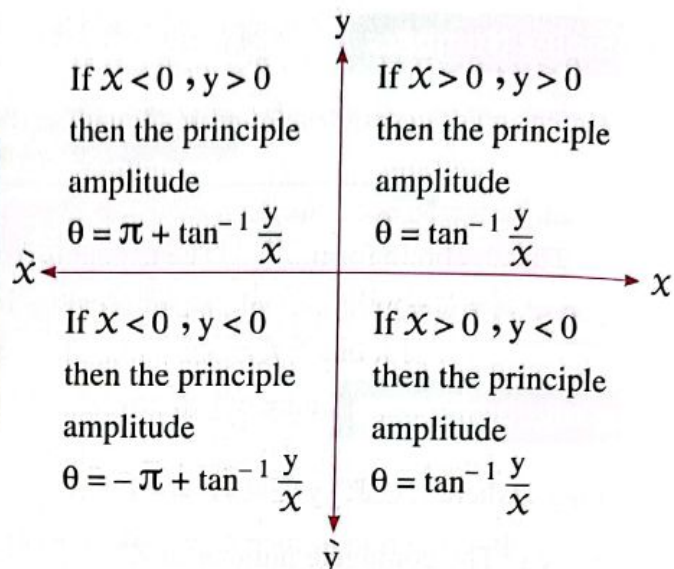 y
If x < 0 , y > 0
then the principle
amplitude
θ = π + tan⁻¹ y/x
If x > 0 , y > 0
then the principle
amplitude
θ = tan⁻¹ y/x
x̀
x
If x < 0 , y < 0
then the principle
amplitude
θ = – π + tan⁻¹ y/x
If x > 0 , y < 0
then the principle
amplitude
θ = tan⁻¹ y/x
ỳ